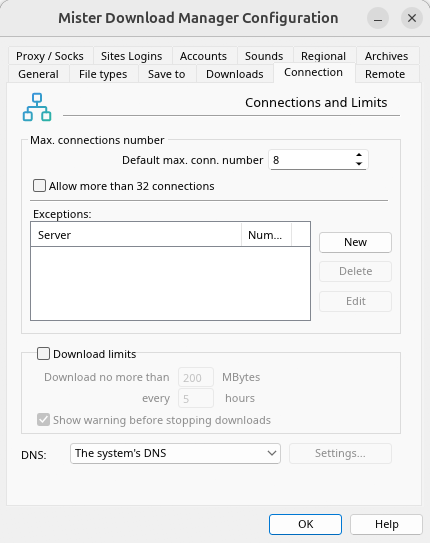 Mister Download Manager Configuration
Proxy / Socks Sites Logins Accounts Sounds Regional Archives
General File types Save to Downloads Connection Remote
Connections and Limits
Max. connections number
Default max. conn. number 8
Allow more than 32 connections
Exceptions:
Server Num...
New
Delete
Edit
Download limits
Download no more than 200 MBytes
every 5 hours
Show warning before stopping downloads
DNS: The system's DNS Settings...
OK Help